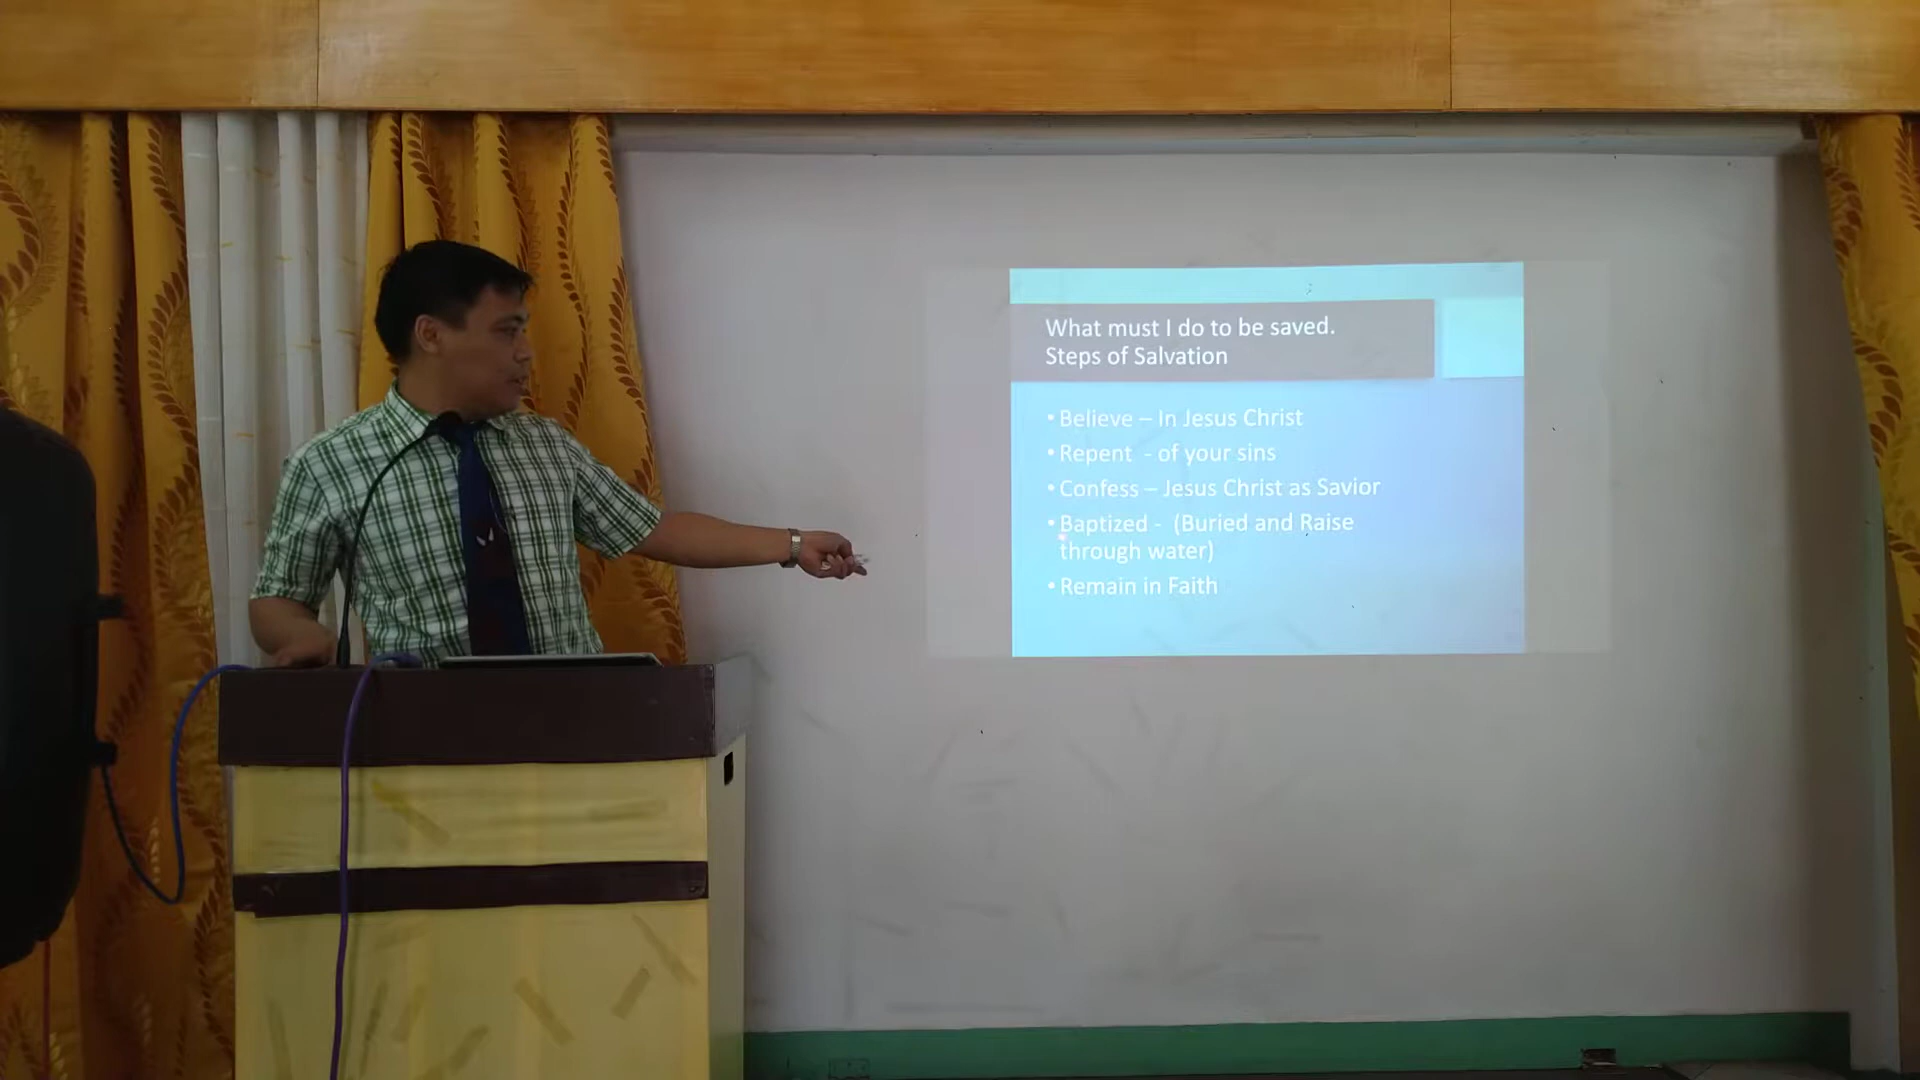 What must I do to be saved.
Steps of Salvation
• Believe – In Jesus Christ
• Repent - of your sins
• Confess – Jesus Christ as Savior
• Baptized - (Buried and Raise
through water)
• Remain in Faith